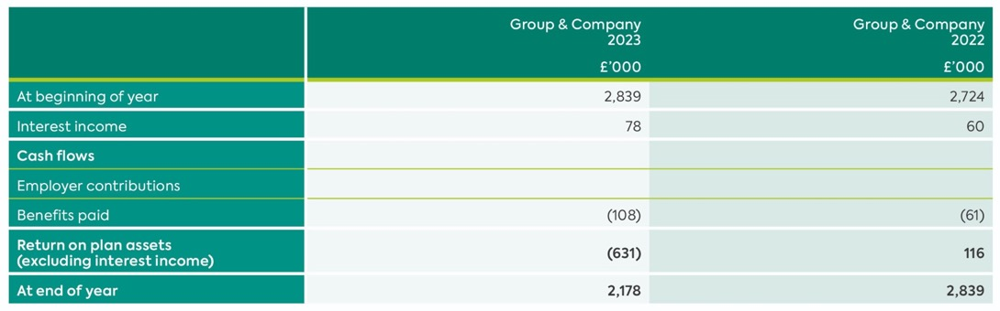 Group & Company
2023
£’000
Group & Company
2022
£’000
At beginning of year 2,839 2,724
Interest income 78 60
Cash flows
Employer contributions
Benefits paid (108) (61)
Return on plan assets
(excluding interest income) (631) 116
At end of year 2,178 2,839